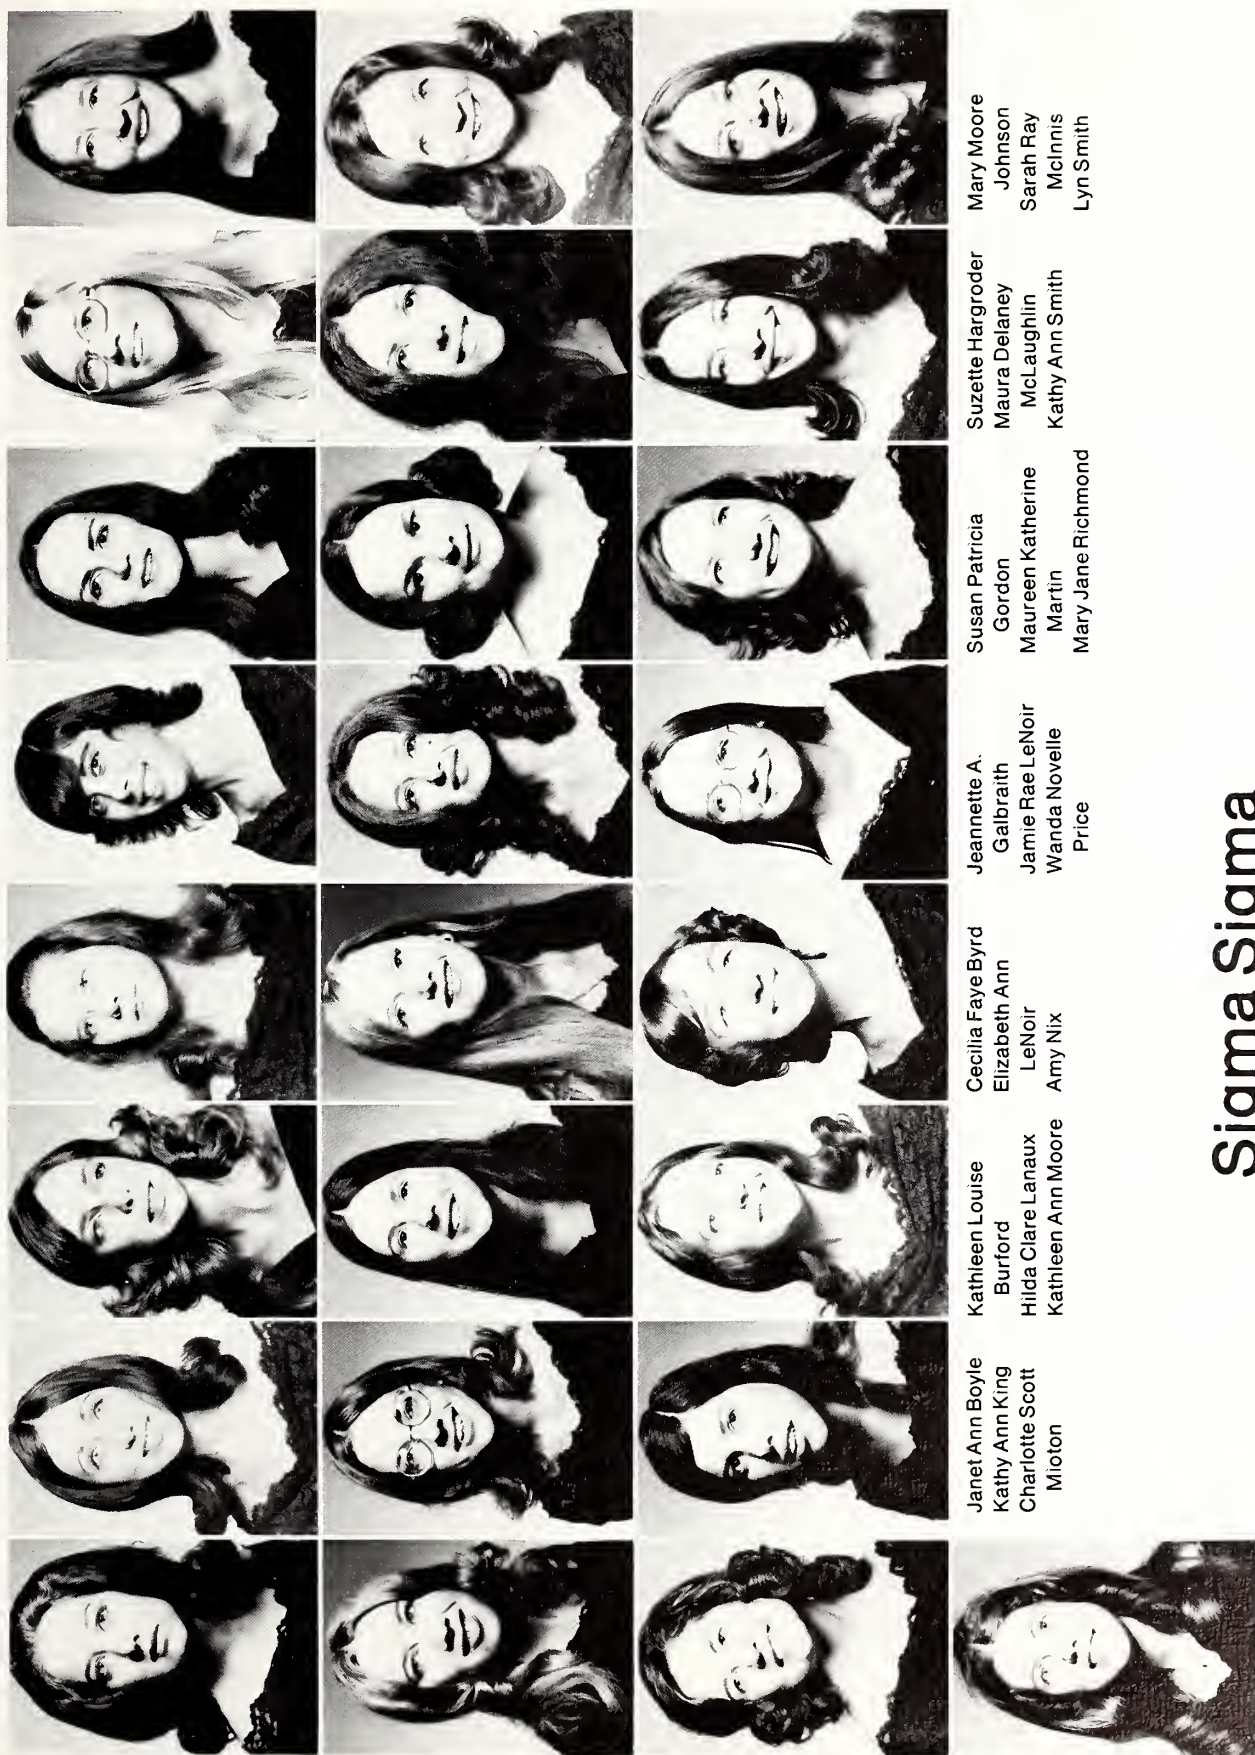 Janet Ann Boyle
Kathy Ann King
Charlotte Scott
Mioton
Kathleen Louise
Burford
Hilda Clare Lanaux
Kathleen Ann Moore
Cecilia Faye Byrd
Elizabeth Ann
LeNoir
Amy Nix
Jeannette A.
Galbraith
Jamie Rae LeNoir
Wanda Novelle
Price
Susan Patricia
Gordon
Maureen Katherine
Martin
Mary Jane Richmond
Suzette Hargroder
Maura Delaney
McLaughlin
Kathy Ann Smith
Mary Moore
Johnson
Sarah Ray
McInnis
Lyn Smith
Sigma Sigma